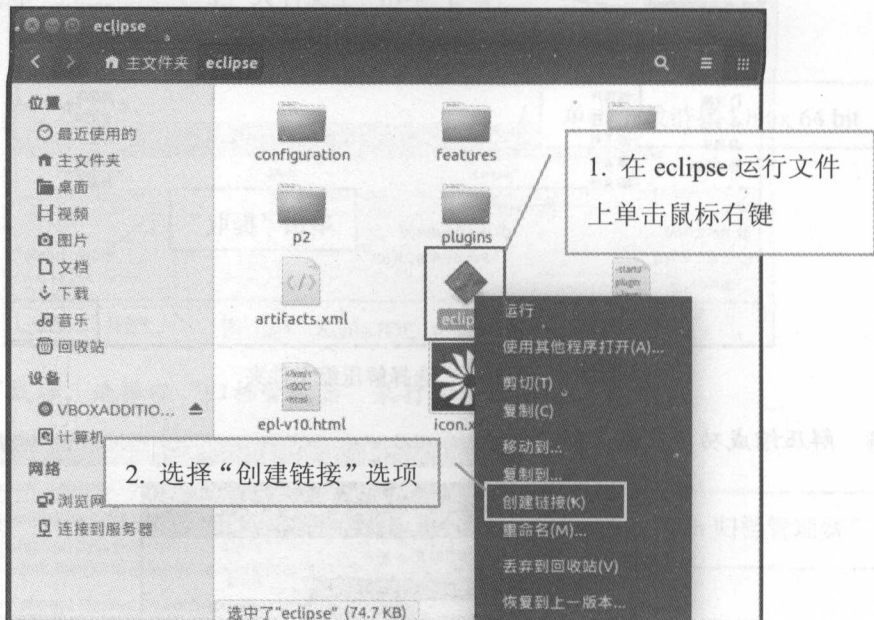 eclipse
主文件夹 eclipse
位置
最近使用的
主文件夹
桌面
视频
图片
文档
下载
音乐
回收站
设备
VBOXADDITIO...
计算机
网络
浏览网
连接到服务器
configuration
features
p2
plugins
artifacts.xml
eclip
epl-v10.html
icon.x
1. 在 eclipse 运行文件
上单击鼠标右键
运行
使用其他程序打开(A)...
剪切(T)
复制(C)
移动到...
复制到...
创建链接(K)
重命名(M)...
丢弃到回收站(V)
恢复到上一版本...
2. 选择“创建链接”选项
选中了"eclipse" (74.7 KB)